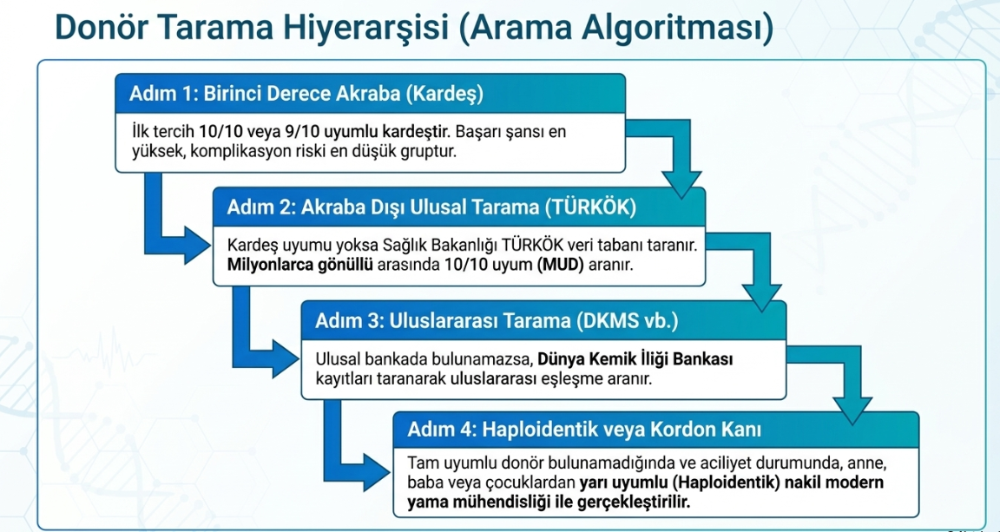 Donör Tarama Hiyerarşisi (Arama Algoritması)
Adım 1: Birinci Derece Akraba (Kardeş)
İlk tercih 10/10 veya 9/10 uyumlu kardeştir. Başarı şansı en
yüksek, komplikasyon riski en düşük gruptur.
Adım 2: Akraba Dışı Ulusal Tarama (TÜRKÖK)
Kardeş uyumu yoksa Sağlık Bakanlığı TÜRKÖK veri tabanı taranır.
Milyonlarca gönüllü arasında 10/10 uyum (MUD) aranır.
Adım 3: Uluslararası Tarama (DKMS vb.)
Ulusal bankada bulunamazsa, Dünya Kemik İliği Bankası
kayıtları taranarak uluslararası eşleşme aranır.
Adım 4: Haploidentik veya Kordon Kanı
Tam uyumlu donör bulunamadığında ve aciliyet durumunda, anne,
baba veya çocuklardan yarı uyumlu (Haploidentik) nakil modern
yama mühendisliği ile gerçekleştirilir.